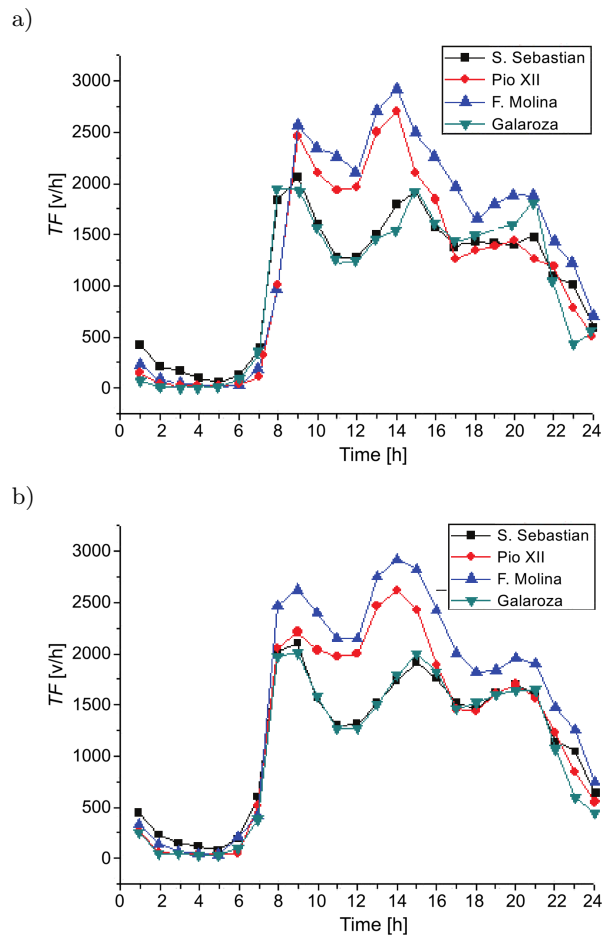 a)
S. Sebastian
Pio XII
F. Molina
Galaroza
3000
2500
2000
1500
1000
500
0
TF [v/h]
0 2 4 6 8 10 12 14 16 18 20 22 24
Time [h]
b)
S. Sebastian
Pio XII
F. Molina
Galaroza
3000
2500
2000
1500
1000
500
0
TF [v/h]
0 2 4 6 8 10 12 14 16 18 20 22 24
Time [h]